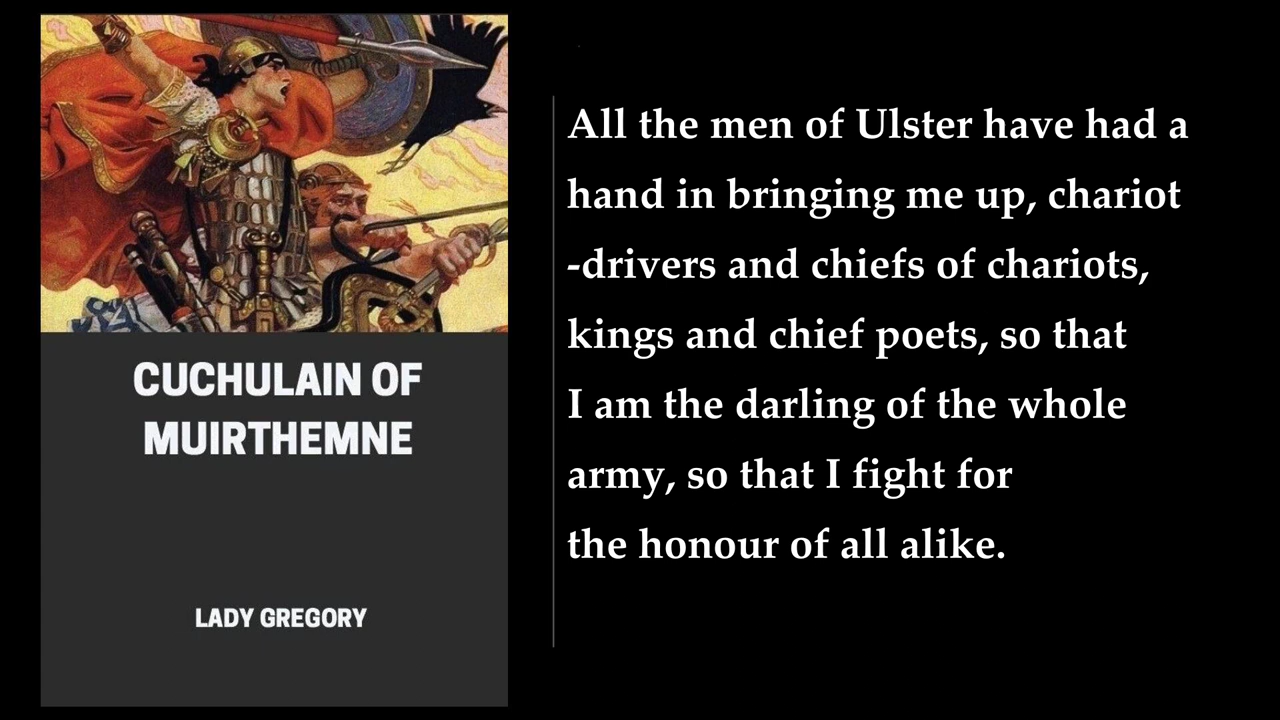 CUCHULAIN OF
MUIRTHEMNE
LADY GREGORY
All the men of Ulster have had a
hand in bringing me up, chariot
-drivers and chiefs of chariots,
kings and chief poets, so that
I am the darling of the whole
army, so that I fight for
the honour of all alike.